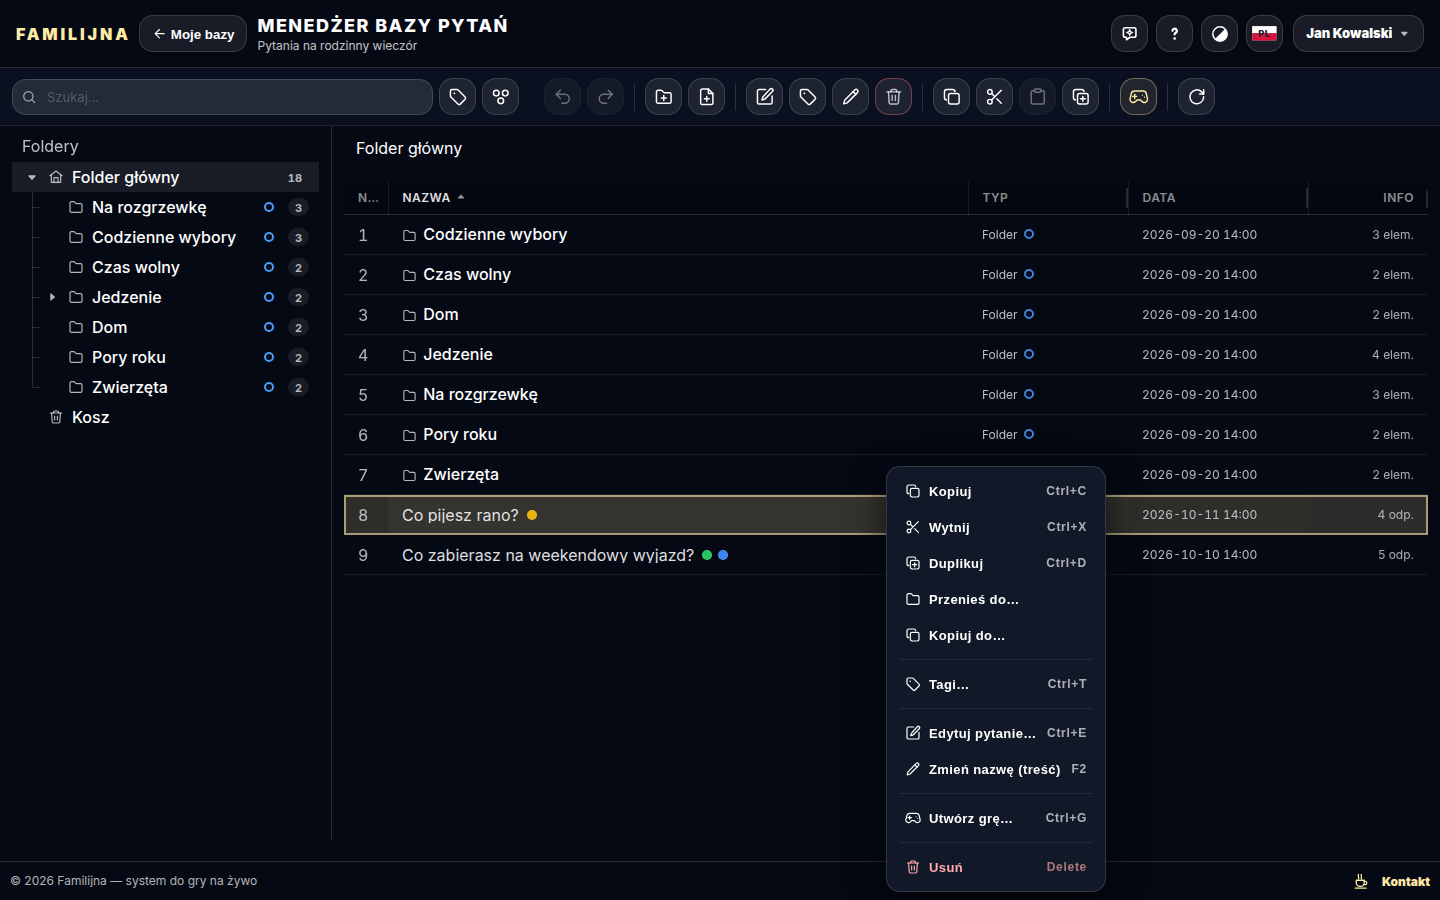 FAMILIJNA
Moje bazy
MENEDŻER BAZY PYTAŃ
Pytania na rodzinny wieczór
?
PL
Jan Kowalski
Szukaj...
Foldery
Folder główny 18
Na rozgrzewkę 3
Codzienne wybory 3
Czas wolny 2
Jedzenie 2
Dom 2
Pory roku 2
Zwierzęta 2
Kosz
Folder główny
N... NAZWA TYP DATA INFO
1 Codzienne wybory Folder 2026-09-20 14:00 3 elem.
2 Czas wolny Folder 2026-09-20 14:00 2 elem.
3 Dom Folder 2026-09-20 14:00 2 elem.
4 Jedzenie Folder 2026-09-20 14:00 4 elem.
5 Na rozgrzewkę Folder 2026-09-20 14:00 3 elem.
6 Pory roku Folder 2026-09-20 14:00 2 elem.
7 Zwierzęta 2026-09-20 14:00 2 elem.
8 Co pijesz rano? 2026-10-11 14:00 4 odp.
9 Co zabierasz na weekendowy wyjazd? 2026-10-10 14:00 5 odp.
Kopiuj Ctrl+C
Wytnij Ctrl+X
Duplikuj Ctrl+D
Przenieś do...
Kopiuj do...
Tagi... Ctrl+T
Edytuj pytanie... Ctrl+E
Zmień nazwę (treść) F2
Utwórz grę... Ctrl+G
Usuń Delete
© 2026 Familijna — system do gry na żywo
Kontakt